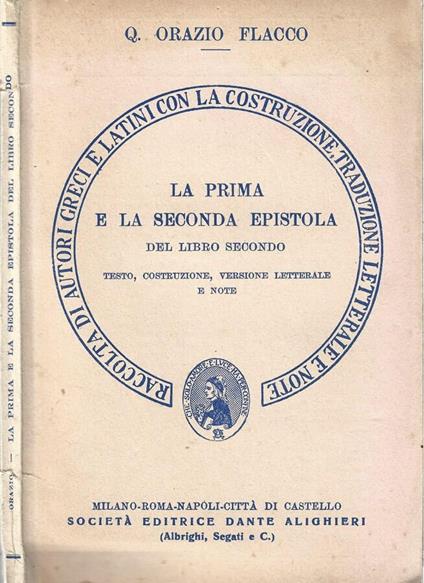 Q. ORAZIO FLACCO
RACCOLTA DI AUTORI GRECI E LATINI CON LA COSTRUZIONE, TRADUZIONE LETTERALE E NOTE
LA PRIMA
E LA SECONDA EPISTOLA
DEL LIBRO SECONDO
TESTO, COSTRUZIONE, VERSIONE LETTERALE
E NOTE
MILANO-ROMA-NAPOLI-CITTÀ DI CASTELLO
SOCIETÀ EDITRICE DANTE ALIGHIERI
(Albrighi, Segati e C.)
ORAZIO — LA PRIMA E LA SECONDA EPISTOLA DEL LIBRO SECONDO